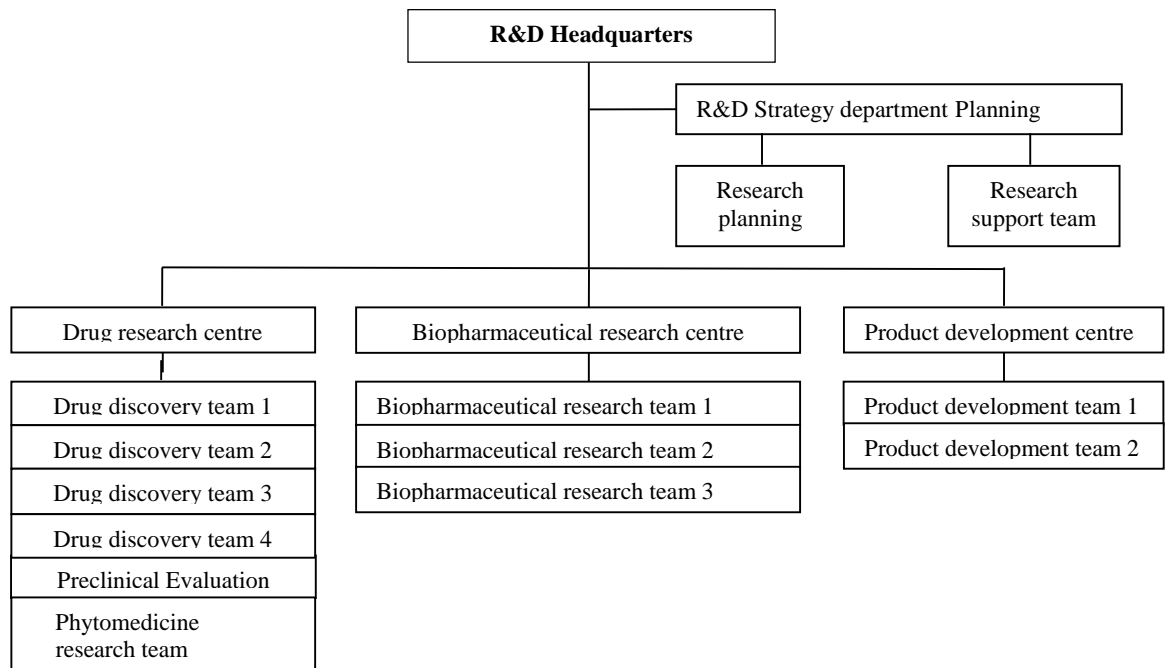 R&D Headquarters
R&D Strategy department Planning
Research
planning
Research
support team
Drug research centre
Biopharmaceutical research centre
Product development centre
Drug discovery team 1
Drug discovery team 2
Drug discovery team 3
Drug discovery team 4
Preclinical Evaluation
Phytomedicine
research team
Biopharmaceutical research team 1
Biopharmaceutical research team 2
Biopharmaceutical research team 3
Product development team 1
Product development team 2